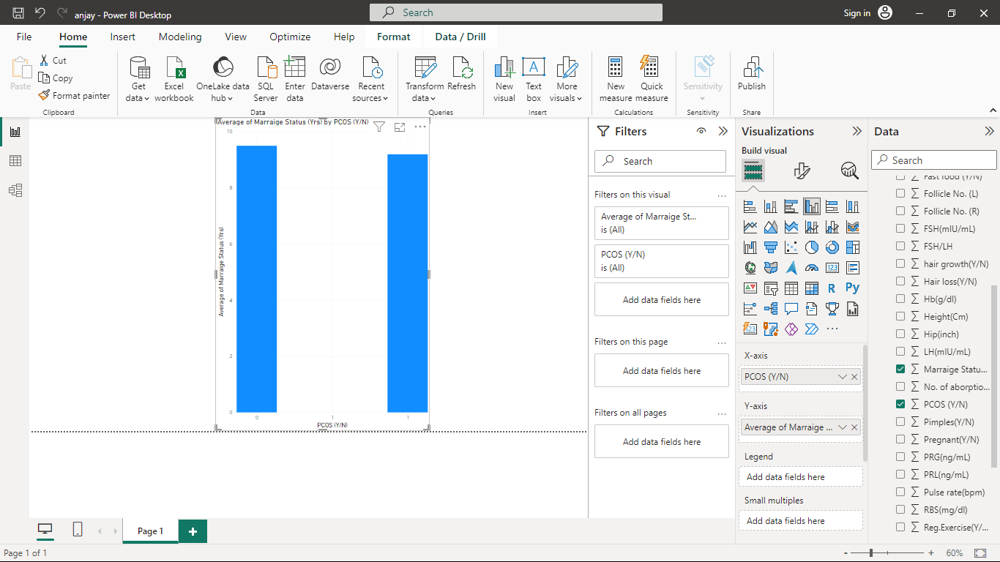 anjay - Power BI Desktop
Search
Sign in
File
Home
Insert
Modeling
View
Optimize
Help
Format
Data / Drill
Paste
Cut
Copy
Format painter
Clipboard
Get
data
Excel
workbook
OneLake data
hub
SQL
Server
Enter
data
Dataverse
Recent
sources
Data
Transform
data
Refresh
Queries
New
visual
Text
box
More
visuals
Insert
New
measure
Quick
measure
Calculations
Sensitivity
Sensitivity
Publish
Share
Average of Marraige Status (Yrs) by PCOS (Y/N)
Average of Marraige Status (Yrs)
10
8
6
4
2
0
0
1
1
PCOS (Y/N)
Filters
Search
Filters on this visual
...
Average of Marraige St...
is (All)
PCOS (Y/N)
is (All)
Add data fields here
Filters on this page
...
Add data fields here
Filters on all pages
...
Add data fields here
Visualizations
Build visual
123
R
Py
123
...
X-axis
PCOS (Y/N)
Y-axis
Average of Marraige ...
Legend
Add data fields here
Small multiples
Add data fields here
Data
Search
Fast food (Y/N)
Follicle No. (L)
Follicle No. (R)
FSH(mIU/mL)
FSH/LH
hair growth(Y/N)
Hair loss(Y/N)
Hb(g/dl)
Height(Cm)
Hip(inch)
LH(mIU/mL)
Marraige Statu...
No. of aborptio...
PCOS (Y/N)
Pimples(Y/N)
Pregnant(Y/N)
PRG(ng/mL)
PRL(ng/mL)
Pulse rate(bpm)
RBS(mg/dl)
Reg.Exercise(Y/...
Page 1
Page 1 of 1
- + 60%